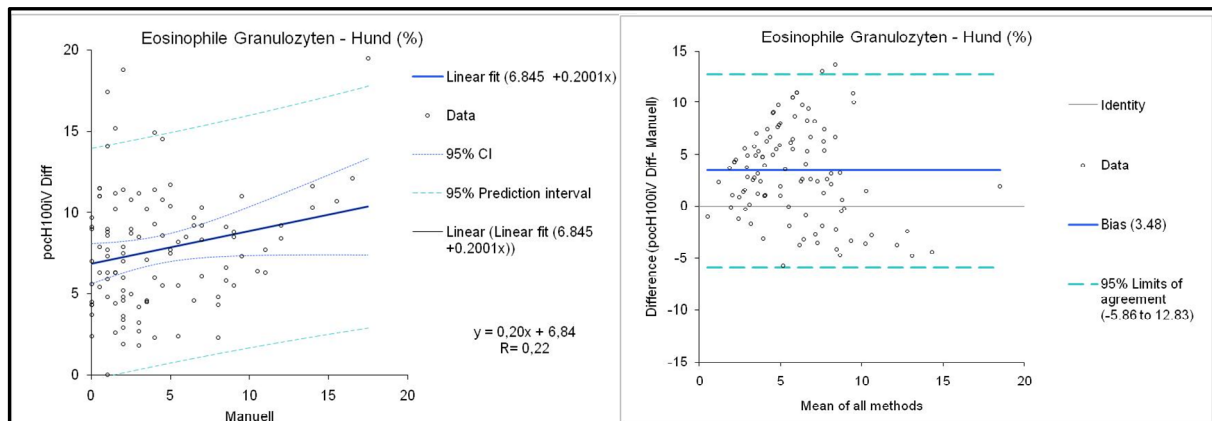 Eosinophile Granulozyten - Hund (%)
20
15
10
5
0
pocH100iV Diff
0 5 10 15 20
Manuell
Linear fit (6.845 +0.2001x)
Data
95% CI
95% Prediction interval
Linear (Linear fit (6.845
+0.2001x))
y = 0,20x + 6,84
R= 0,22
Eosinophile Granulozyten - Hund (%)
15
10
5
0
-5
-10
-15
Difference (pocH100iV Diff- Manuell)
0 5 10 15 20
Mean of all methods
Identity
Data
Bias (3.48)
95% Limits of
agreement
(-5.86 to 12.83)